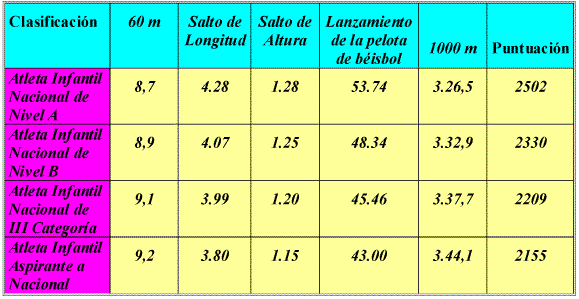 Clasificación 60 m Salto de Longitud Salto de Altura Lanzamiento de la pelota de béisbol 1000 m Puntuación
Atleta Infantil Nacional de Nivel A 8,7 4.28 1.28 53.74 3.26,5 2502
Atleta Infantil Nacional de Nivel B 8,9 4.07 1.25 48.34 3.32,9 2330
Atleta Infantil Nacional de III Categoría 9,1 3.99 1.20 45.46 3.37,7 2209
Atleta Infantil Aspirante a Nacional 9,2 3.80 1.15 43.00 3.44,1 2155